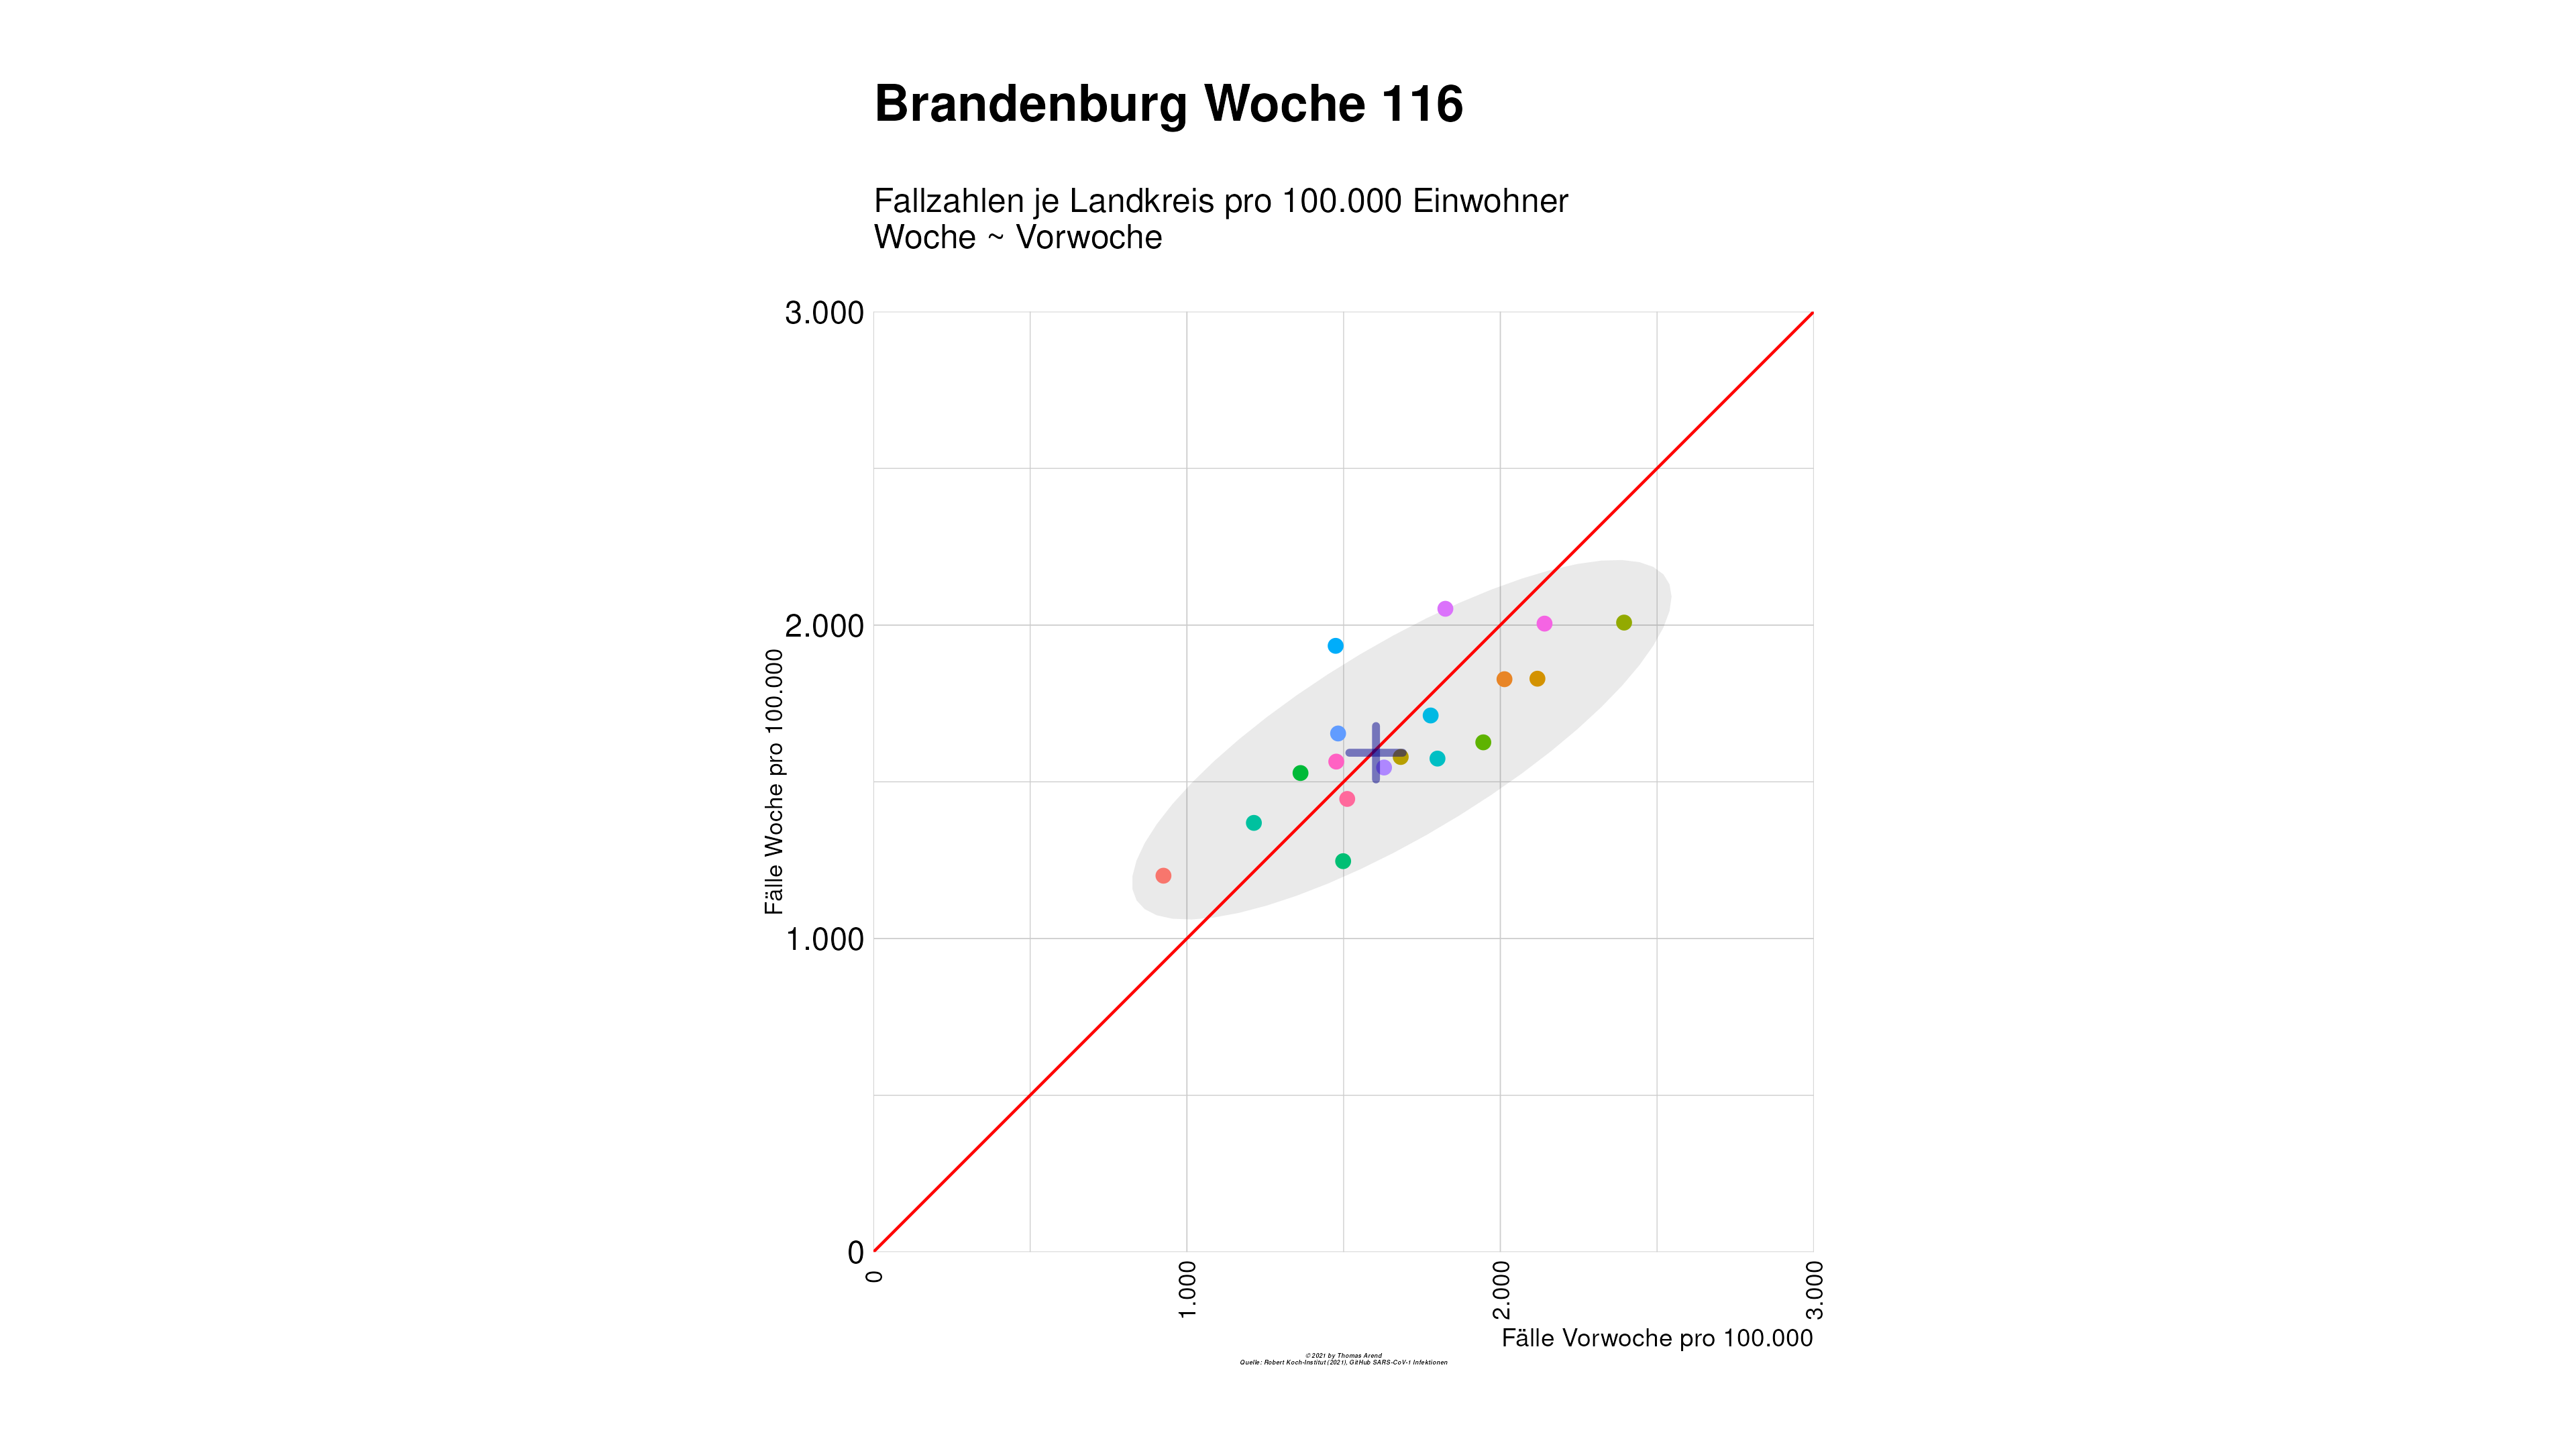 Brandenburg Woche 116
Fallzahlen je Landkreis pro 100.000 Einwohner
Woche ~ Vorwoche
3.000
2.000
1.000
0
Fälle Woche pro 100.000
0
1.000
2.000
3.000
Fälle Vorwoche pro 100.000
© 2021 by Thomas Arend
Quelle: Robert Koch-Institut (2021), GitHub SARS-CoV-1 Infektionen